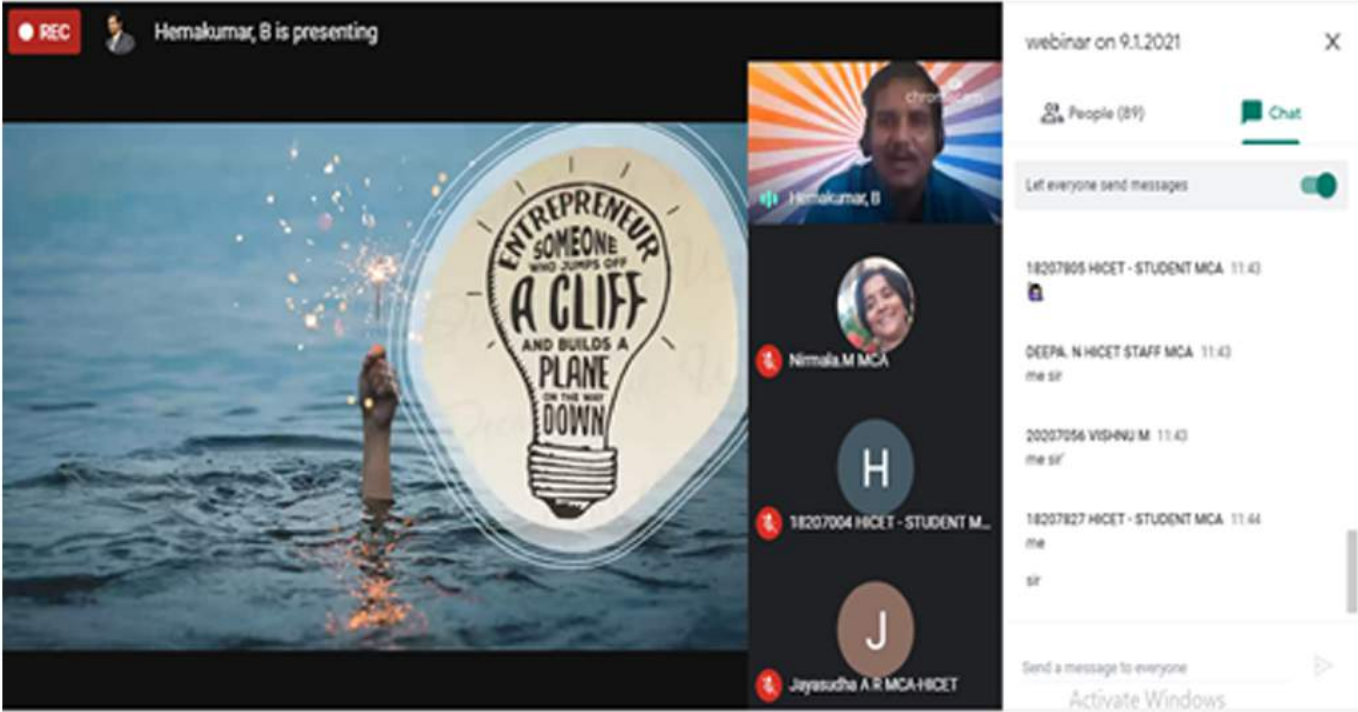 REC
Hemakumar, B is presenting
ENTREPRENEUR
SOMEONE
WHO JUMPS OFF
A CLIFF
AND BUILDS A
PLANE
ON THE WAY
DOWN
Hemakumar, B
Nirmala.M MCA
H
18207004 HICET - STUDENT M...
J
Jayasudha A R MCA-HICET
webinar on 9.1.2021
People (89)
Chat
Let everyone send messages
18207805 HICET - STUDENT MCA 11:43
DEEPA. N HICET STAFF MCA 11:43
me sir
20207056 VISHNU M 11:43
me sir'
18207827 HICET - STUDENT MCA 11:44
me
sir
Send a message to everyone
Activate Windows